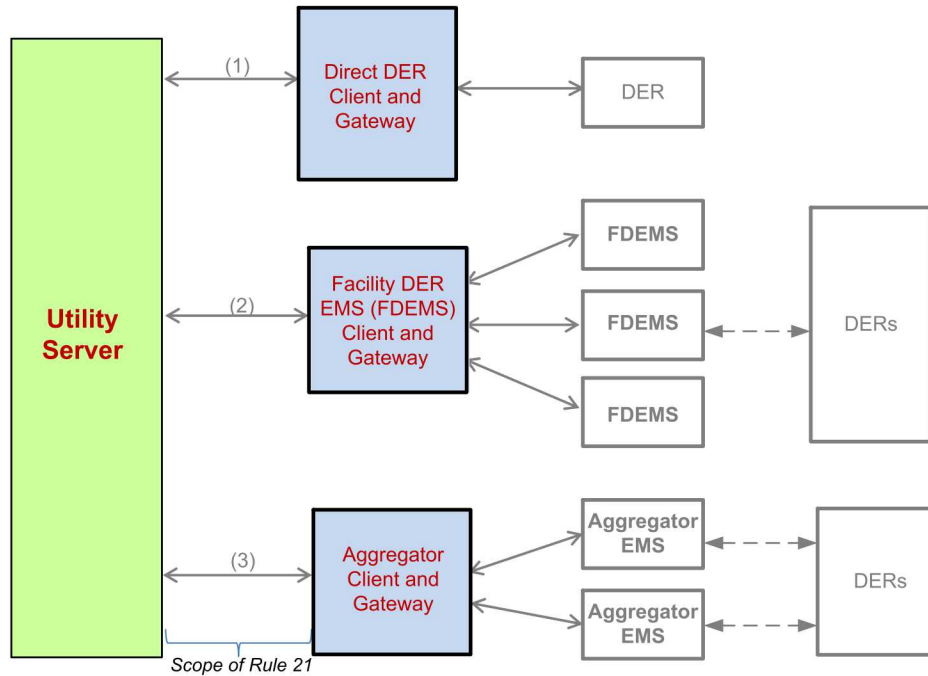 Utility
Server
(1)
Direct DER
Client and
Gateway
DER
(2)
Facility DER
EMS (FDEMS)
Client and
Gateway
FDEMS
FDEMS
FDEMS
DERs
(3)
Aggregator
Client and
Gateway
Aggregator
EMS
Aggregator
EMS
DERs
Scope of Rule 21